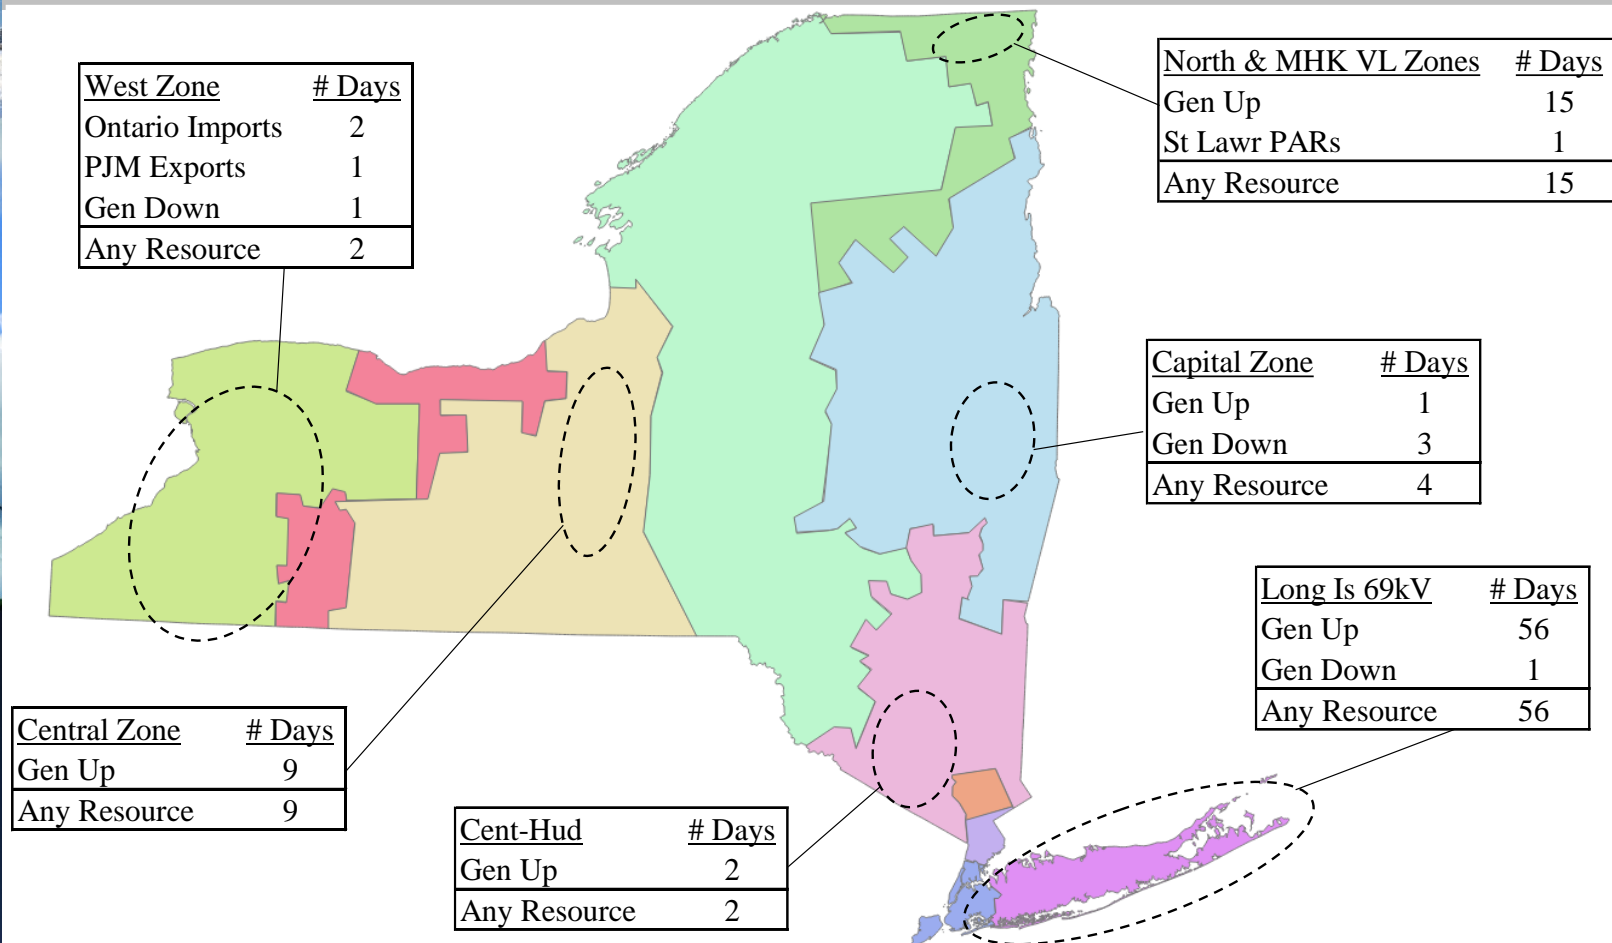 West Zone # Days
Ontario Imports 2
PJM Exports 1
Gen Down 1
Any Resource 2
North & MHK VL Zones # Days
Gen Up 15
St Lawr PARs 1
Any Resource 15
Capital Zone # Days
Gen Up 1
Gen Down 3
Any Resource 4
Long Is 69kV # Days
Gen Up 56
Gen Down 1
Any Resource 56
Central Zone # Days
Gen Up 9
Any Resource 9
Cent-Hud # Days
Gen Up 2
Any Resource 2